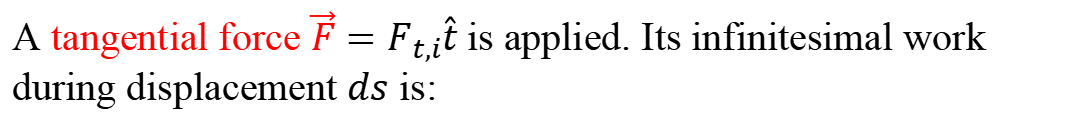 A tangential force $\vec{F} = F_{t,i}\hat{t}$ is applied. Its infinitesimal work
during displacement $ds$ is: